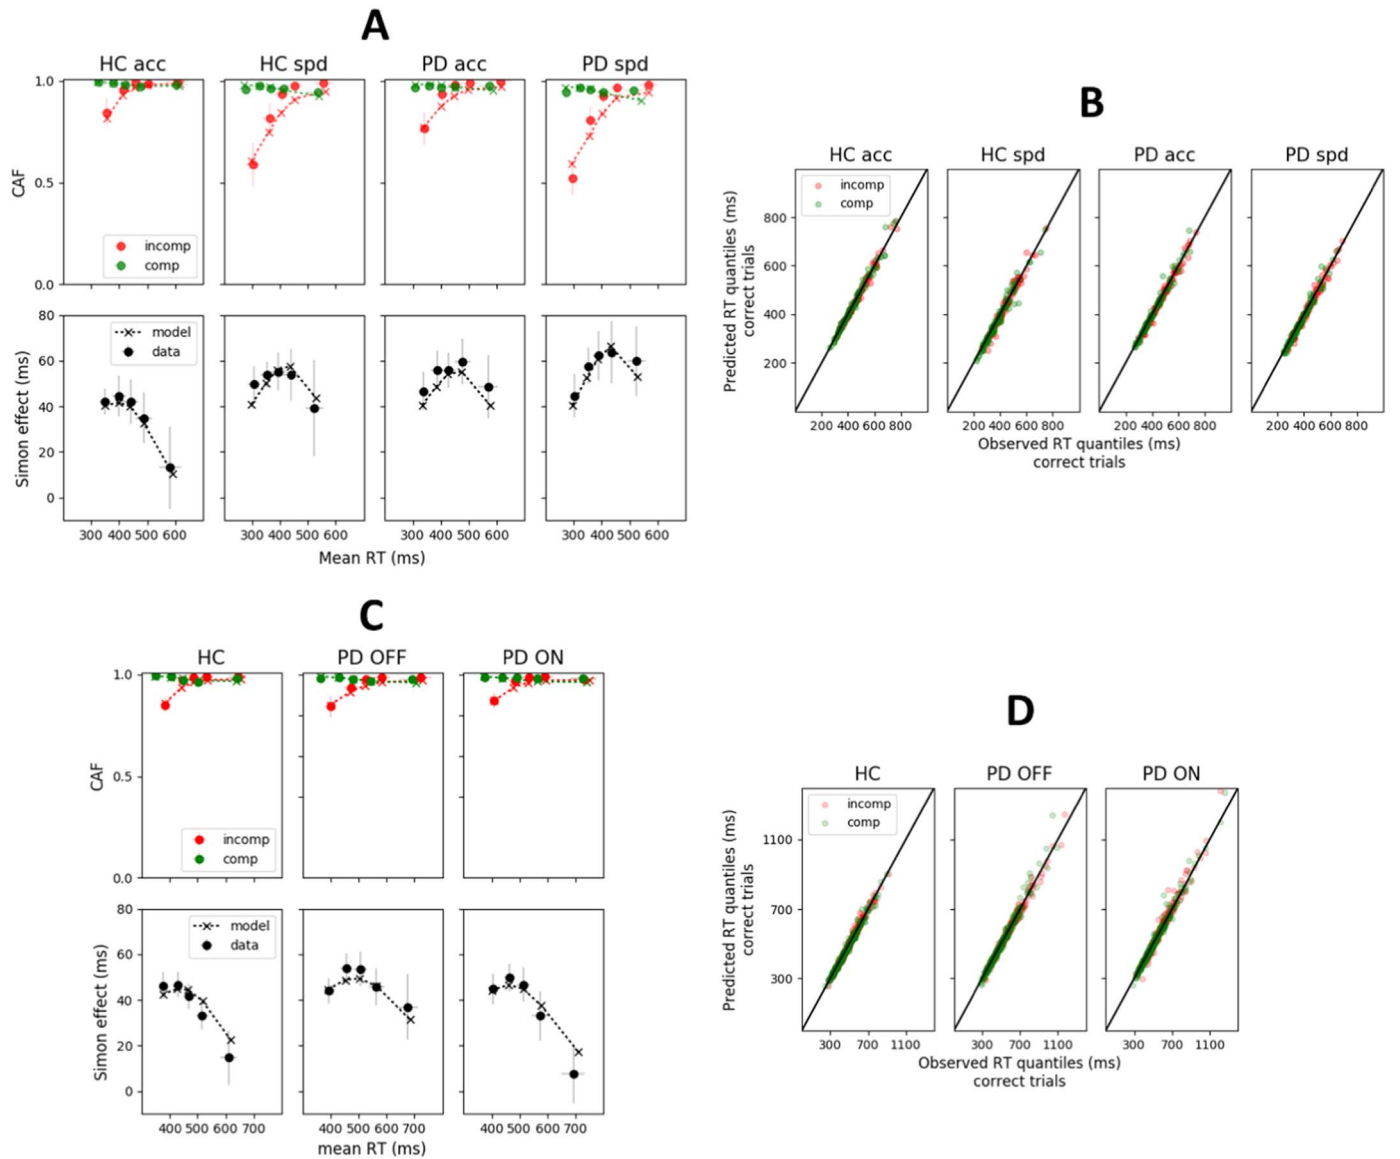 A
HC acc
HC spd
PD acc
PD spd
1.0
0.5
0.0
CAF
incomp
comp
80
60
40
20
0
Simon effect (ms)
model
data
300 400 500 600
300 400 500 600
300 400 500 600
300 400 500 600
Mean RT (ms)
B
HC acc
HC spd
PD acc
PD spd
incomp
comp
800
600
400
200
Predicted RT quantiles (ms)
correct trials
200 400 600 800
200 400 600 800
200 400 600 800
200 400 600 800
Observed RT quantiles (ms)
correct trials
C
HC
PD OFF
PD ON
1.0
0.5
0.0
CAF
incomp
comp
80
60
40
20
0
Simon effect (ms)
model
data
400 500 600 700
400 500 600 700
400 500 600 700
mean RT (ms)
D
HC
PD OFF
PD ON
incomp
comp
1100
700
300
Predicted RT quantiles (ms)
correct trials
300 700 1100
300 700 1100
300 700 1100
Observed RT quantiles (ms)
correct trials